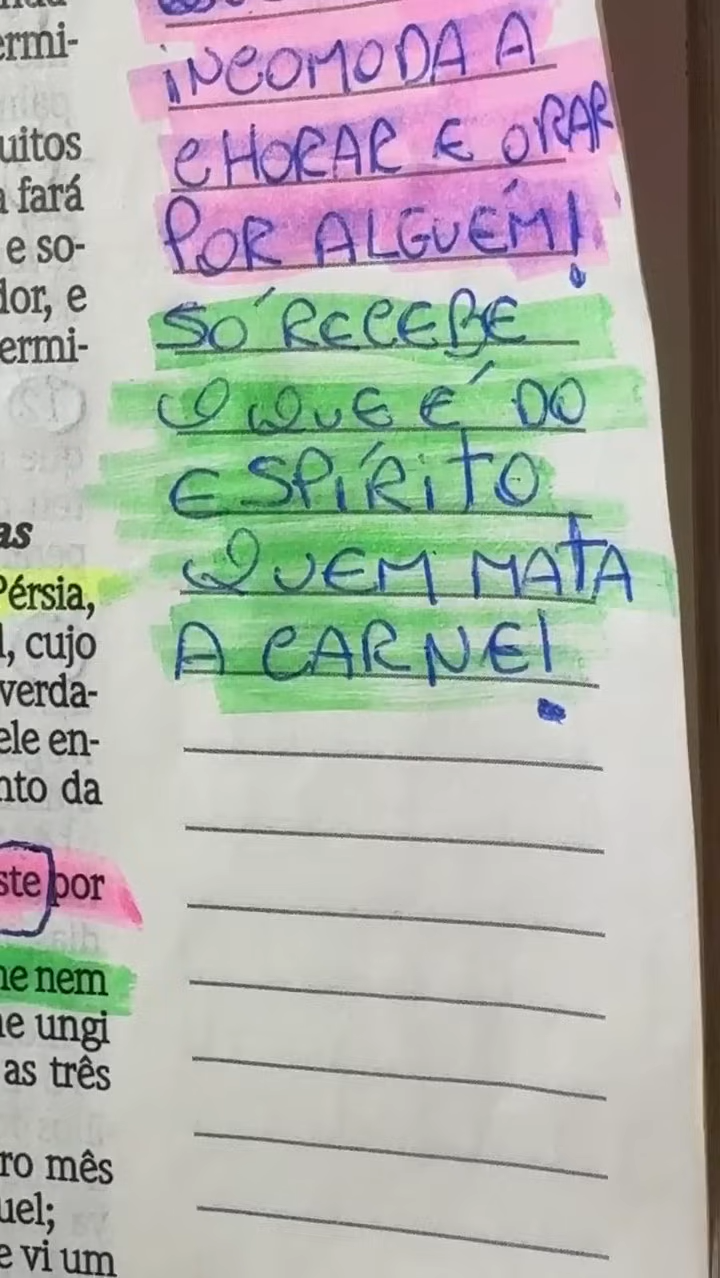 ermi-
uitos
a fará
e so-
dor, e
ermi-
as
Pérsia,
l, cujo
verda-
ele en-
nto da
ste por
ne nem
me ungi
as três
ro mês
uel;
e vi um
INCOMODA A
CHORAR E ORAR
POR ALGUÉM!
SÓ RECEBE
O QUE É DO
ESPÍRITO
QUEM MATA
A CARNE!